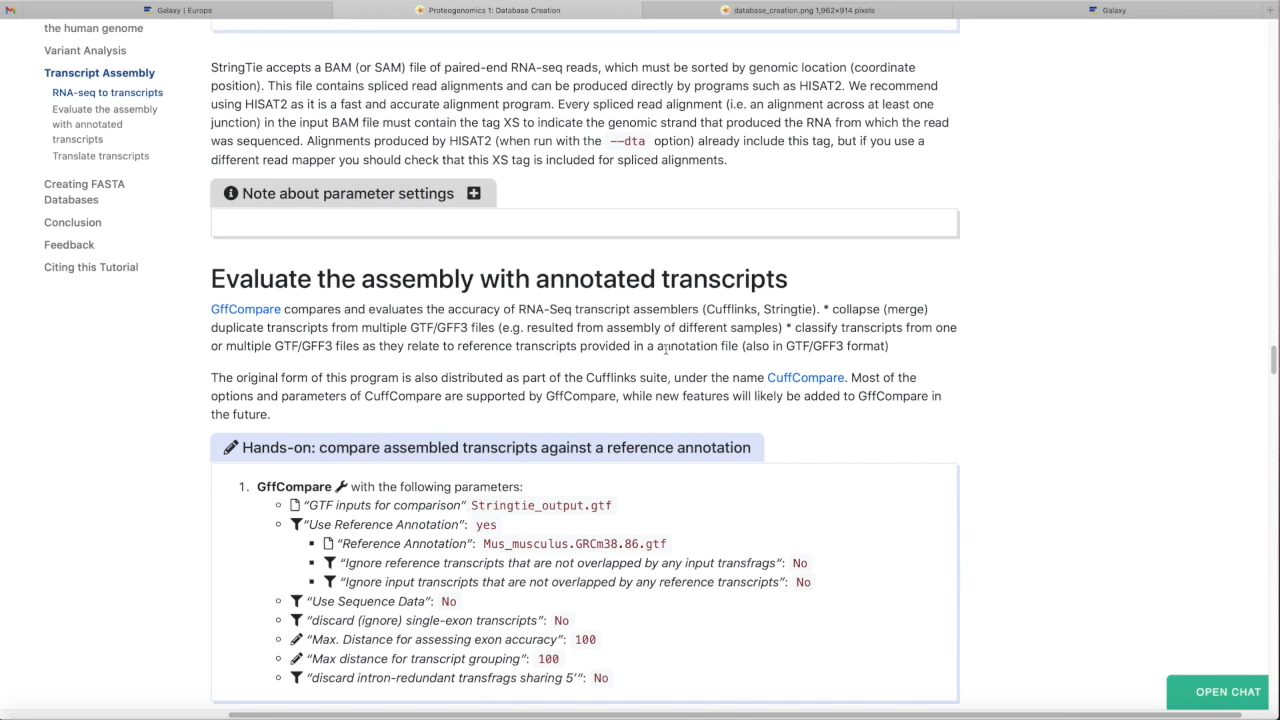 Galaxy | Europe
Proteogenomics 1: Database Creation
database_creation.png 1,962×914 pixels
Galaxy
the human genome
Variant Analysis
Transcript Assembly
RNA-seq to transcripts
Evaluate the assembly
with annotated
transcripts
Translate transcripts
Creating FASTA
Databases
Conclusion
Feedback
Citing this Tutorial
StringTie accepts a BAM (or SAM) file of paired-end RNA-seq reads, which must be sorted by genomic location (coordinate
position). This file contains spliced read alignments and can be produced directly by programs such as HISAT2. We recommend
using HISAT2 as it is a fast and accurate alignment program. Every spliced read alignment (i.e. an alignment across at least one
junction) in the input BAM file must contain the tag XS to indicate the genomic strand that produced the RNA from which the read
was sequenced. Alignments produced by HISAT2 (when run with the --dta option) already include this tag, but if you use a
different read mapper you should check that this XS tag is included for spliced alignments.
Note about parameter settings
Evaluate the assembly with annotated transcripts
GffCompare compares and evaluates the accuracy of RNA-Seq transcript assemblers (Cufflinks, Stringtie). * collapse (merge)
duplicate transcripts from multiple GTF/GFF3 files (e.g. resulted from assembly of different samples) * classify transcripts from one
or multiple GTF/GFF3 files as they relate to reference transcripts provided in a annotation file (also in GTF/GFF3 format)
The original form of this program is also distributed as part of the Cufflinks suite, under the name CuffCompare. Most of the
options and parameters of CuffCompare are supported by GffCompare, while new features will likely be added to GffCompare in
the future.
Hands-on: compare assembled transcripts against a reference annotation
1. GffCompare with the following parameters:
"GTF inputs for comparison" Stringtie_output.gtf
"Use Reference Annotation": yes
"Reference Annotation": Mus_musculus.GRCm38.86.gtf
"Ignore reference transcripts that are not overlapped by any input transfrags": No
"Ignore input transcripts that are not overlapped by any reference transcripts": No
"Use Sequence Data": No
"discard (ignore) single-exon transcripts": No
"Max. Distance for assessing exon accuracy": 100
"Max distance for transcript grouping": 100
"discard intron-redundant transfrags sharing 5'": No
OPEN CHAT